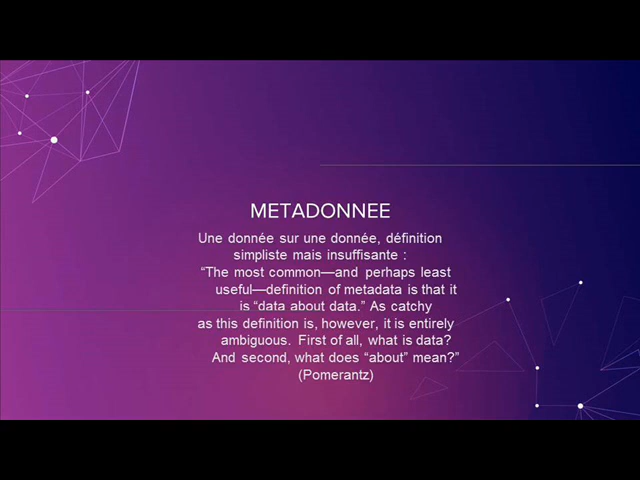 METADONNEE
Une donnée sur une donnée, définition
simpliste mais insuffisante :
“The most common—and perhaps least
useful—definition of metadata is that it
is “data about data.” As catchy
as this definition is, however, it is entirely
ambiguous. First of all, what is data?
And second, what does “about” mean?”
(Pomerantz)